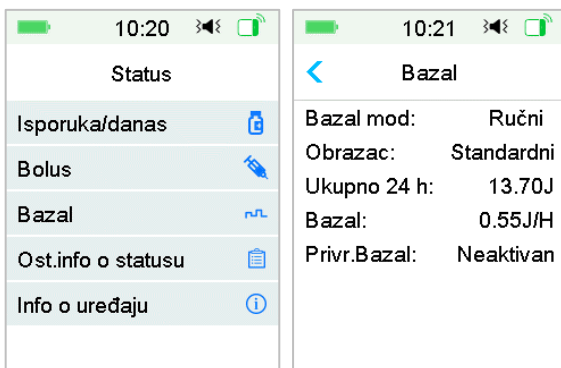 10:20
Status
Isporuka/danas
Bolus
Bazal
Ost.info o statusu
Info o uređaju
10:21
Bazal
Bazal mod: Ručni
Obrazac: Standardni
Ukupno 24 h: 13.70J
Bazal: 0.55J/H
Privr.Bazal: Neaktivan